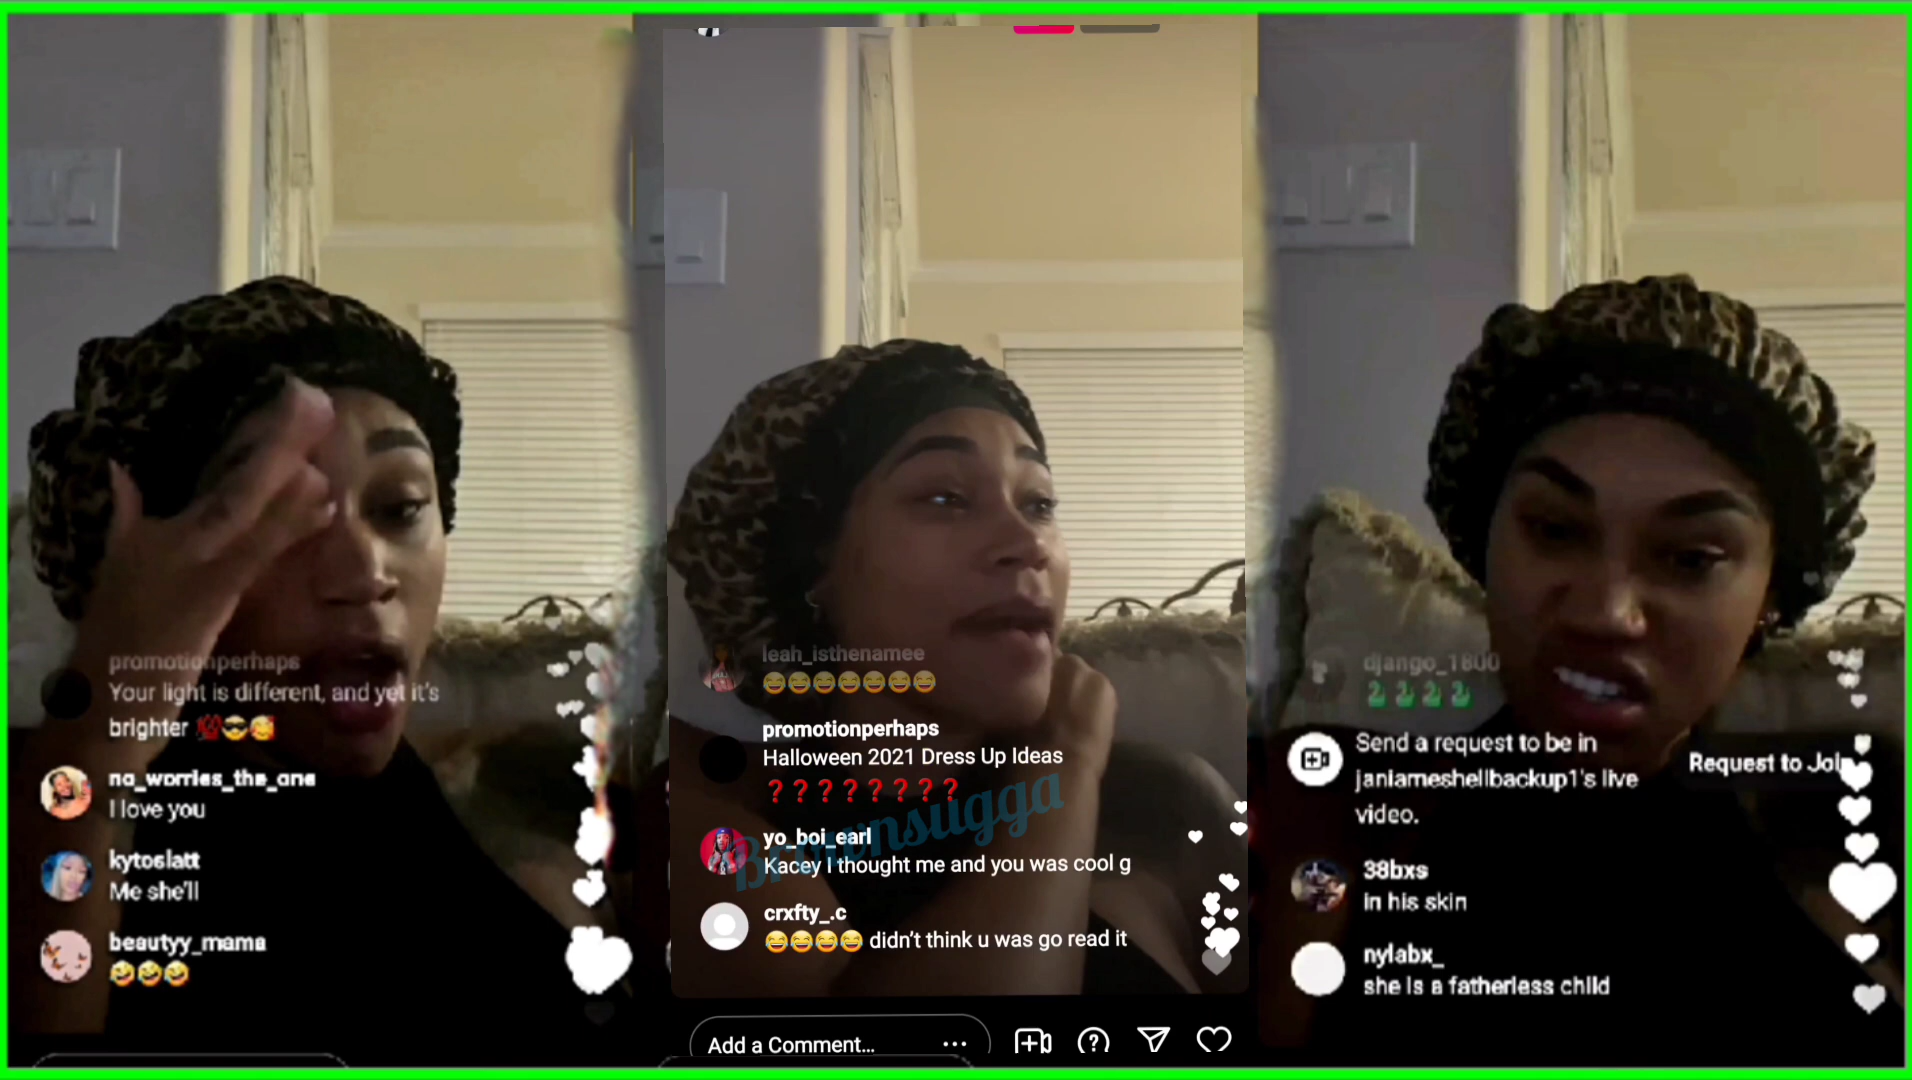 promotionperhaps
Your light is different, and yet it's
brighter 💯😎🥰
no_worries_the_one
I love you
kytoslatt
Me she'll
beautyy_mama
🤣🤣🤣
leah_isthenamee
😂😂😂😂😂😂😂
promotionperhaps
Halloween 2021 Dress Up Ideas
❓❓❓❓❓❓❓❓
Brownsugga
yo_boi_earl
Kacey I thought me and you was cool g
crxfty_.c
😂😂😂😂 didn't think u was go read it
Add a Comment...
django_1800
🐍🐍🐍🐍
Send a request to be in
janiameshellbackup1's live
video.
Request to Join
38bxs
in his skin
nylabx_
she is a fatherless child